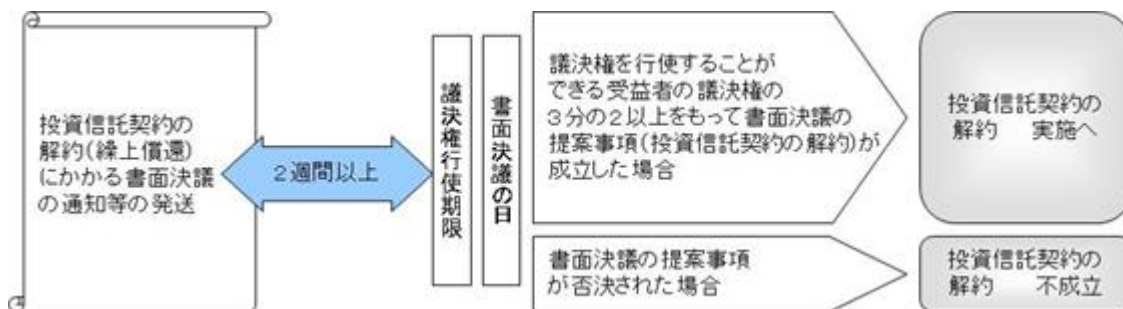 投資信託契約の
解約(繰上償還)
にかかる書面決議
の通知等の発送
2週間以上
議決権行使期限
書面決議の日
議決権を行使することが
できる受益者の議決権の
3分の2以上をもって書面決議の
提案事項(投資信託契約の解約)が
成立した場合
投資信託契約の
解約　実施へ
書面決議の提案事項
が否決された場合
投資信託契約の
解約　不成立